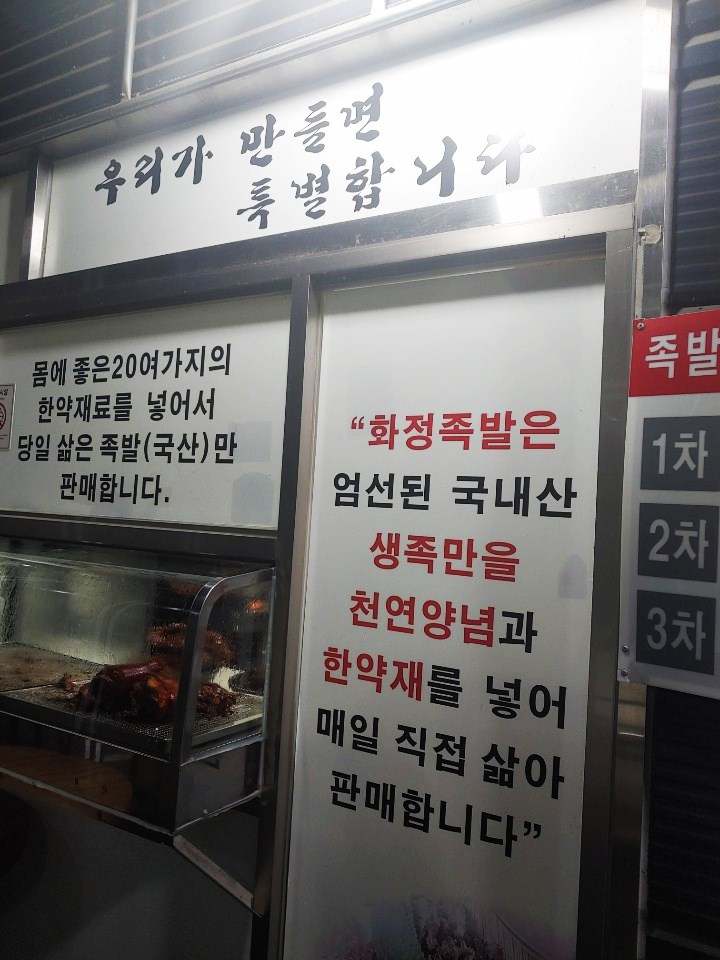 우리가 만들면
특별합니다
몸에 좋은20여가지의
한약재료를 넣어서
당일 삶은 족발(국산)만
판매합니다.
“화정족발은
엄선된 국내산
생족만을
천연양념과
한약재를 넣어
매일 직접 삶아
판매합니다”
족발
1차
2차
3차